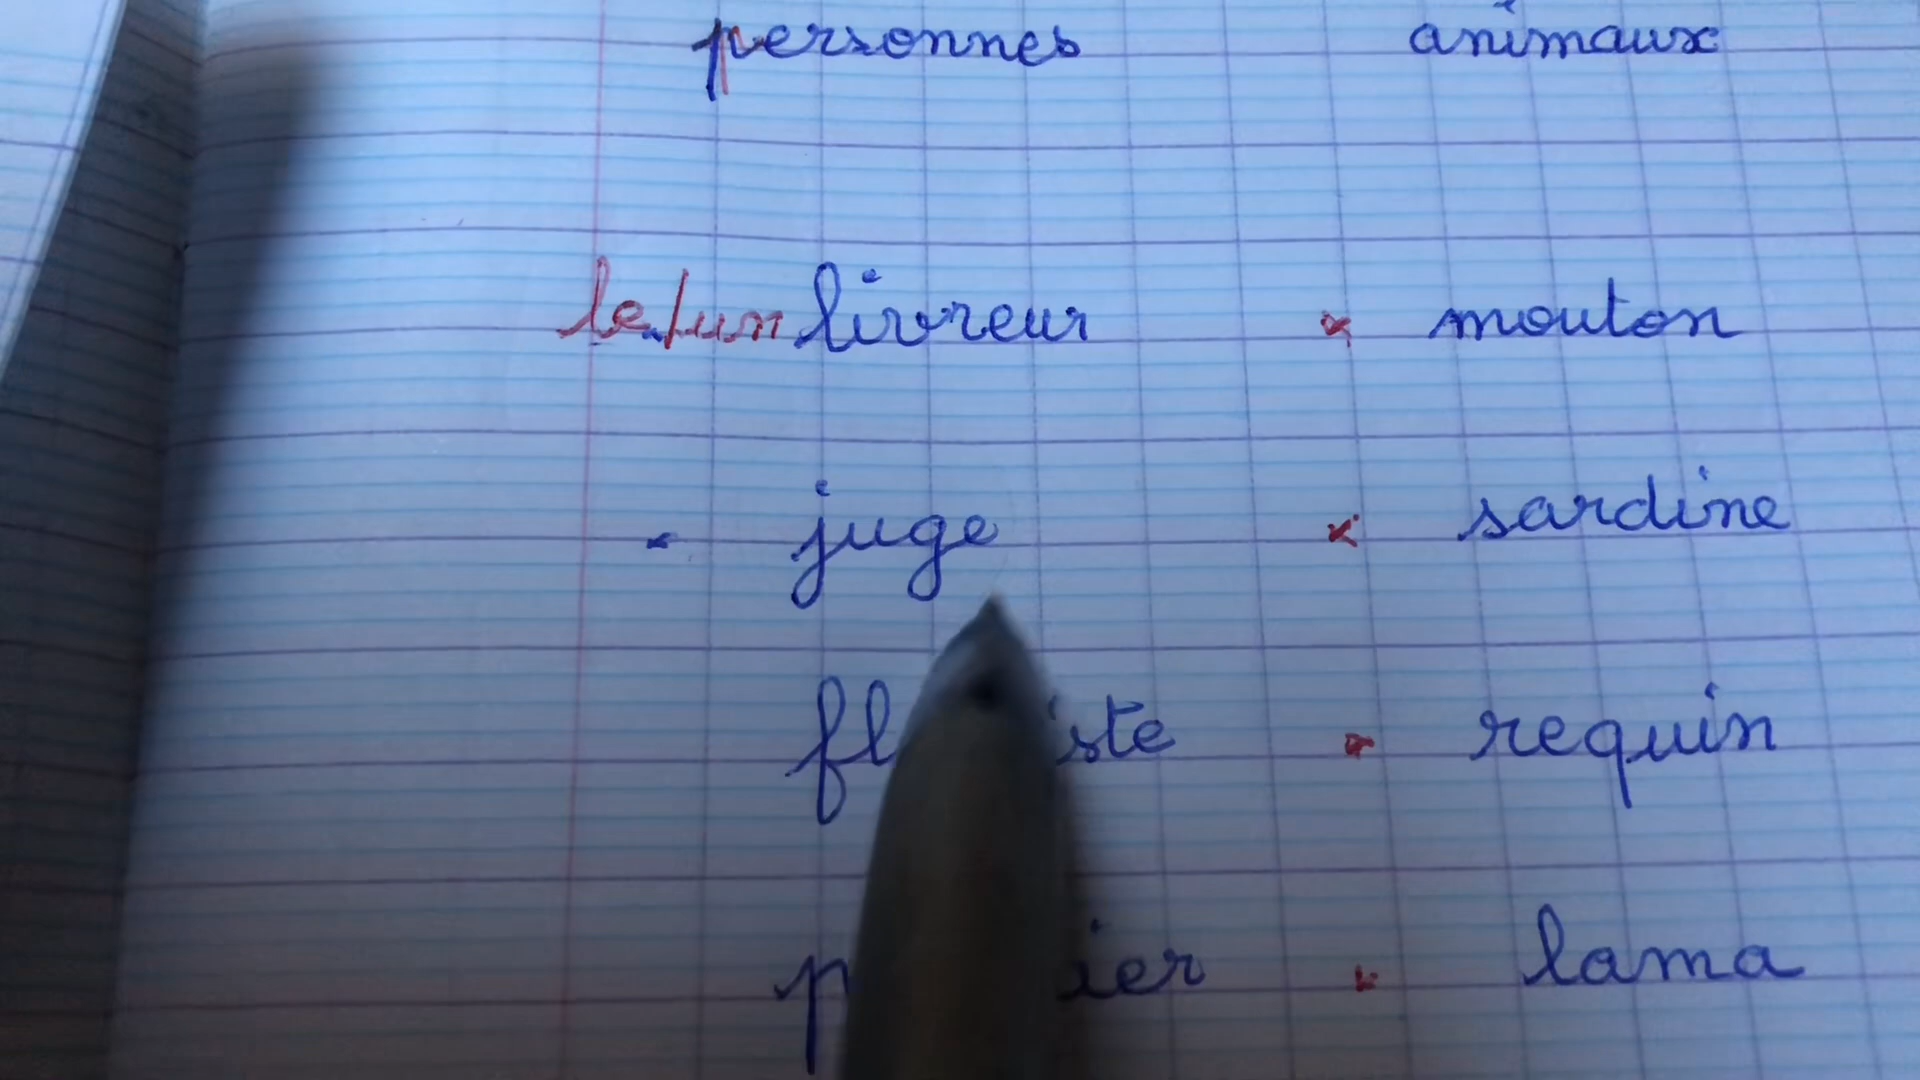 personnes animaux
le/un livreur mouton
juge sardine
requin
lama